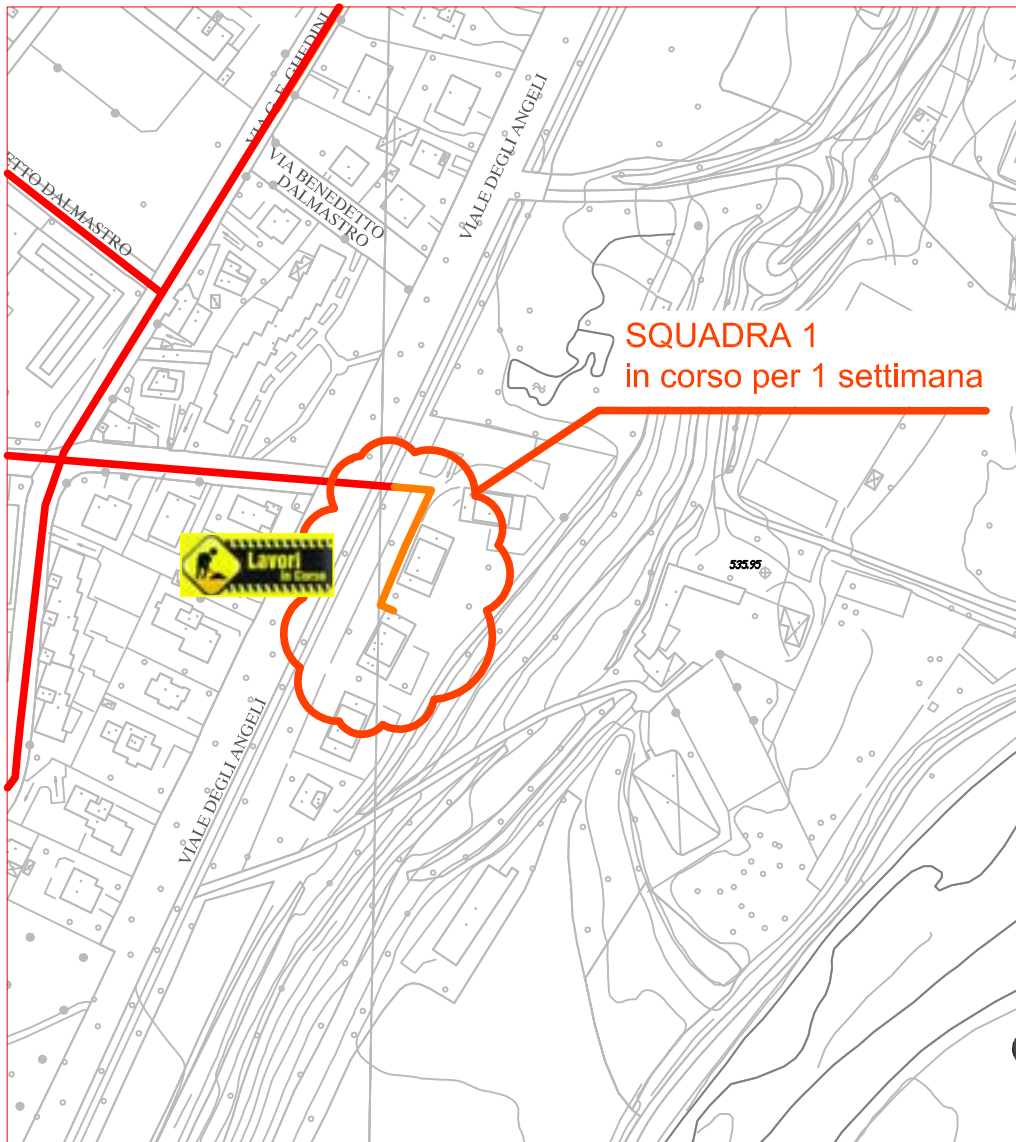 VIA G. F. GHEDINI
VIALE DEGLI ANGELI
VIA BENEDETTO
DALMASTRO
ETTO DALMASTRO
SQUADRA 1
in corso per 1 settimana
Lavori
In Corso
535.95
VIALE DEGLI ANGELI